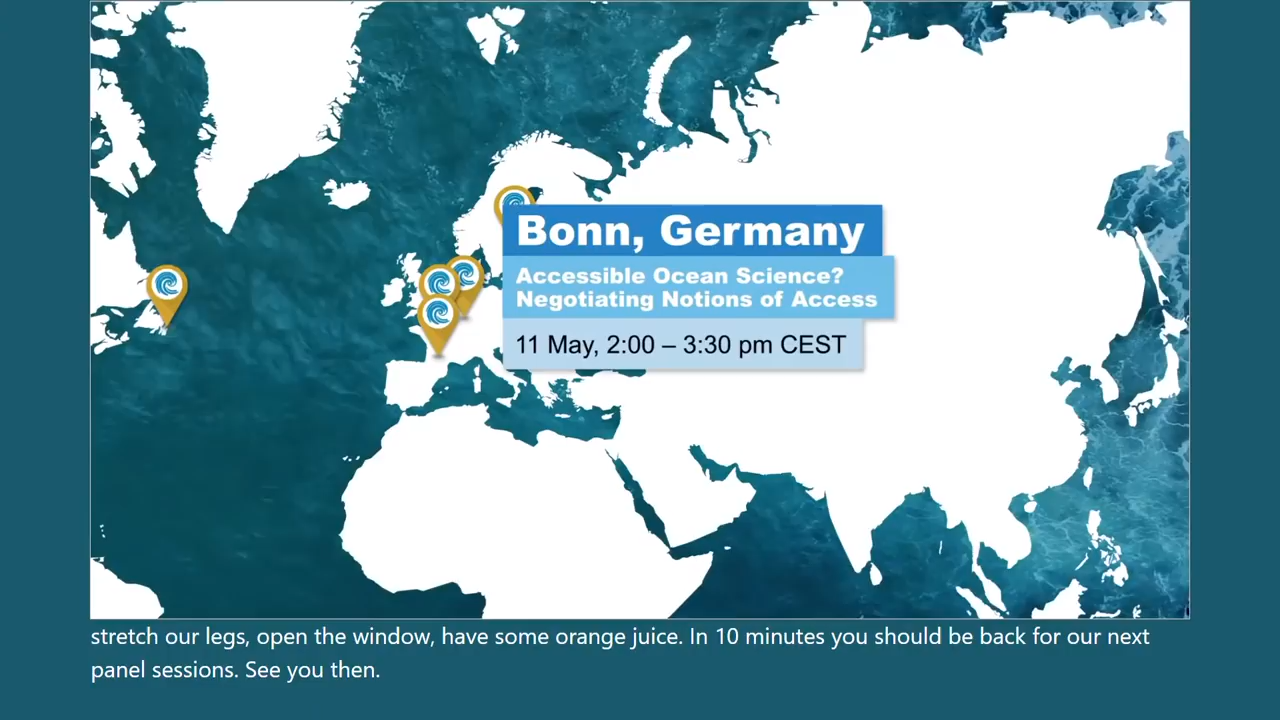 Bonn, Germany
Accessible Ocean Science?
Negotiating Notions of Access
11 May, 2:00 – 3:30 pm CEST
stretch our legs, open the window, have some orange juice. In 10 minutes you should be back for our next
panel sessions. See you then.